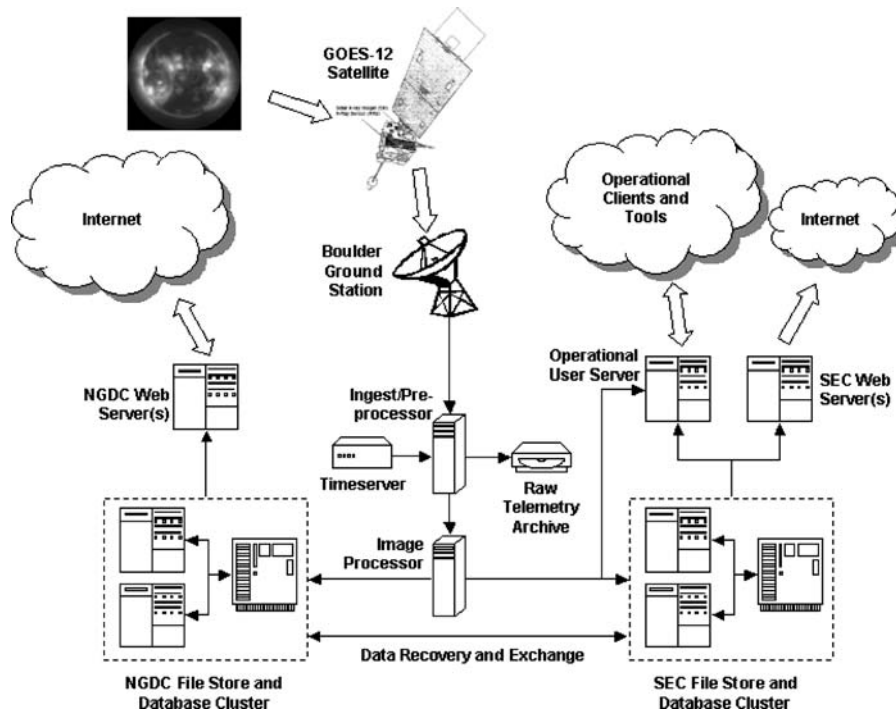 GOES-12
Satellite
Internet
Operational
Clients and
Tools
Internet
Boulder
Ground
Station
NGDC Web
Server(s)
Operational
User Server
SEC Web
Server(s)
Ingest/Pre-
processor
Timeserver
Raw
Telemetry
Archive
Image
Processor
Data Recovery and Exchange
NGDC File Store and
Database Cluster
SEC File Store and
Database Cluster